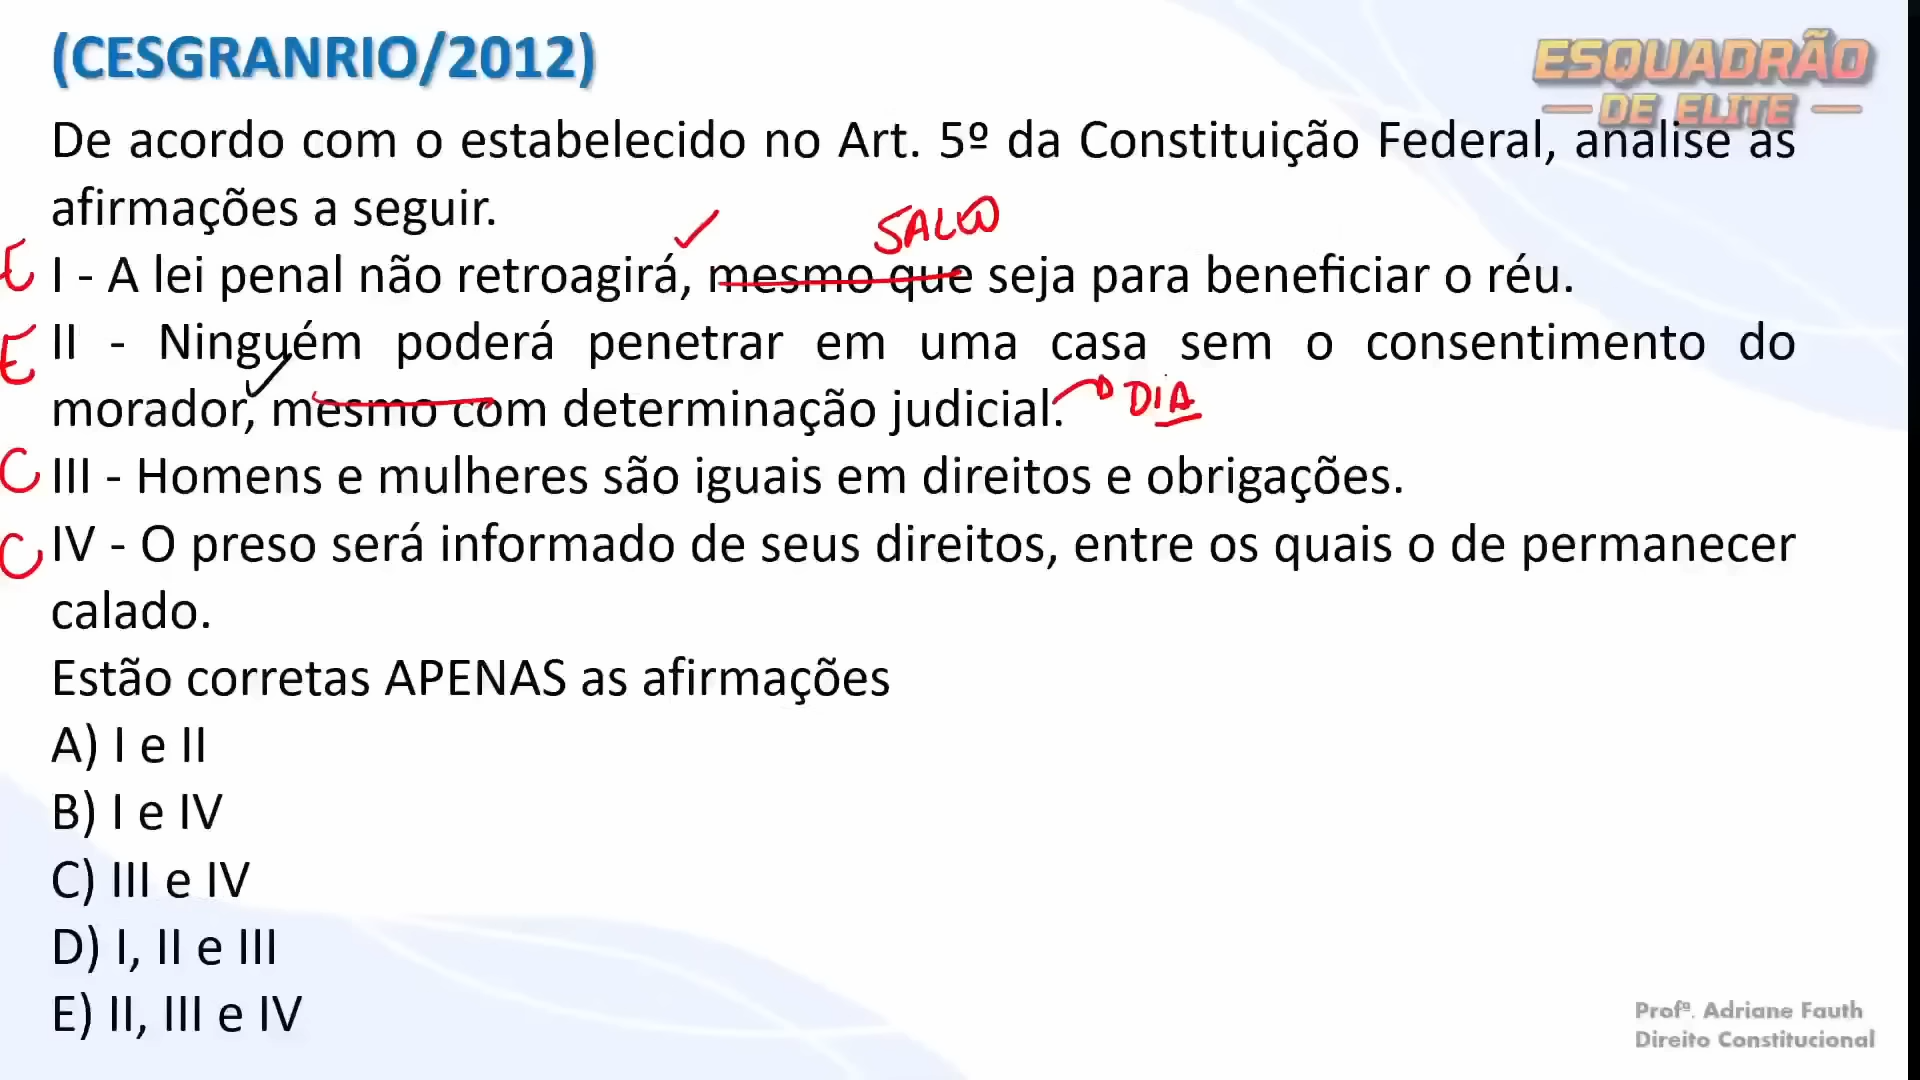 (CESGRANRIO/2012)
ESQUADRÃO
DE ELITE
De acordo com o estabelecido no Art. 5º da Constituição Federal, analise as
afirmações a seguir.
SALVO
E I - A lei penal não retroagirá, mesmo que seja para beneficiar o réu.
E II - Ninguém poderá penetrar em uma casa sem o consentimento do
morador, mesmo com determinação judicial. DIA
C III - Homens e mulheres são iguais em direitos e obrigações.
C IV - O preso será informado de seus direitos, entre os quais o de permanecer
calado.
Estão corretas APENAS as afirmações
A) I e II
B) I e IV
C) III e IV
D) I, II e III
E) II, III e IV
Profª. Adriane Fauth
Direito Constitucional